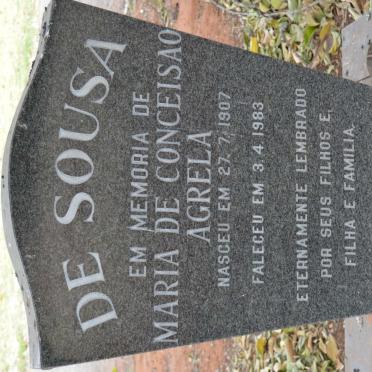 DE SOUSA
EM MEMORIA DE
MARIA DE CONCEISAO
AGRELA
NASCEU EM 27. 7. 1907
FALECEU EM 3. 4. 1983
ETERNAMENTE LEMBRADO
POR SEUS FILHOS E,
FILHA E FAMILIA.